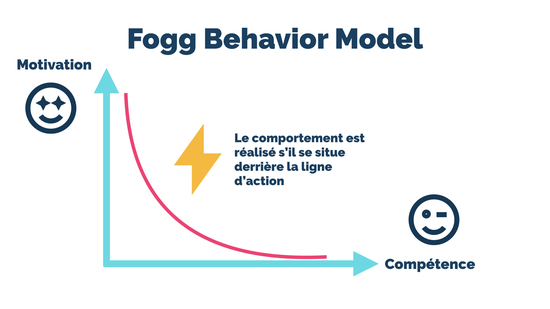 Fogg Behavior Model
Motivation
Le comportement est
réalisé s'il se situe
derrière la ligne
d'action
Compétence